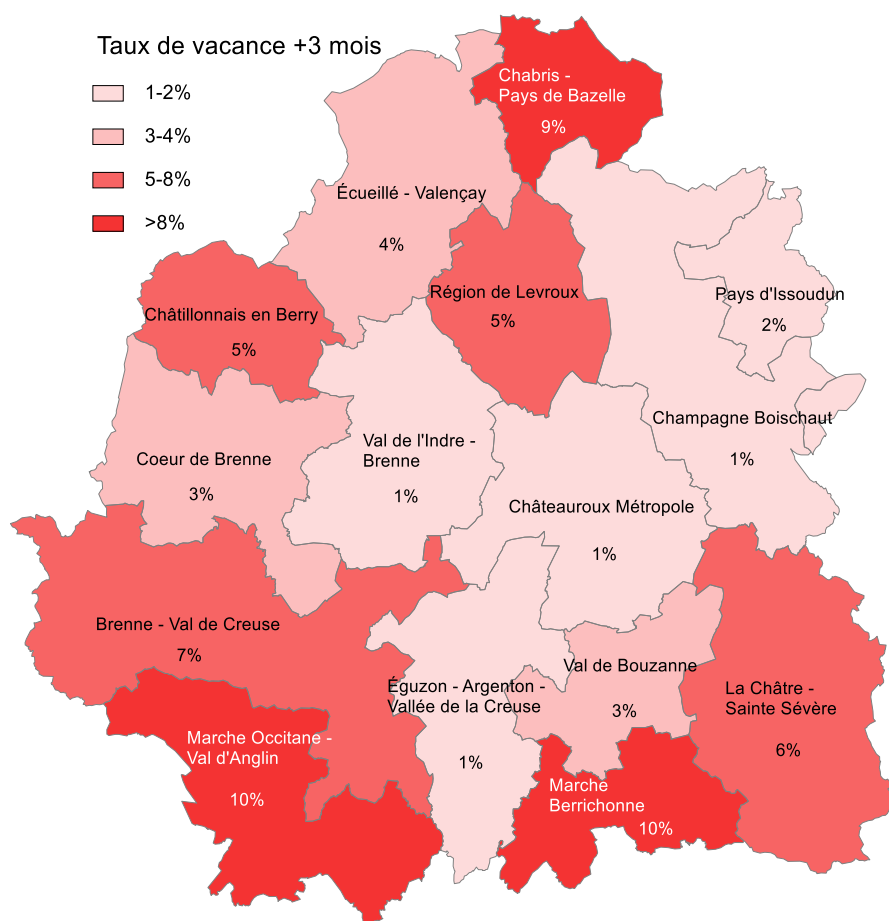 Taux de vacance +3 mois
1-2%
3-4%
5-8%
>8%
Chabris -
Pays de Bazelle
9%
Écueillé - Valençay
4%
Région de Levroux
5%
Pays d'Issoudun
2%
Châtillonnais en Berry
5%
Champagne Boischaut
1%
Coeur de Brenne
3%
Val de l'Indre -
Brenne
1%
Châteauroux Métropole
1%
Brenne - Val de Creuse
7%
Éguzon - Argenton -
Vallée de la Creuse
1%
Val de Bouzanne
3%
La Châtre -
Sainte Sévère
6%
Marche Occitane -
Val d'Anglin
10%
Marche
Berrichonne
10%